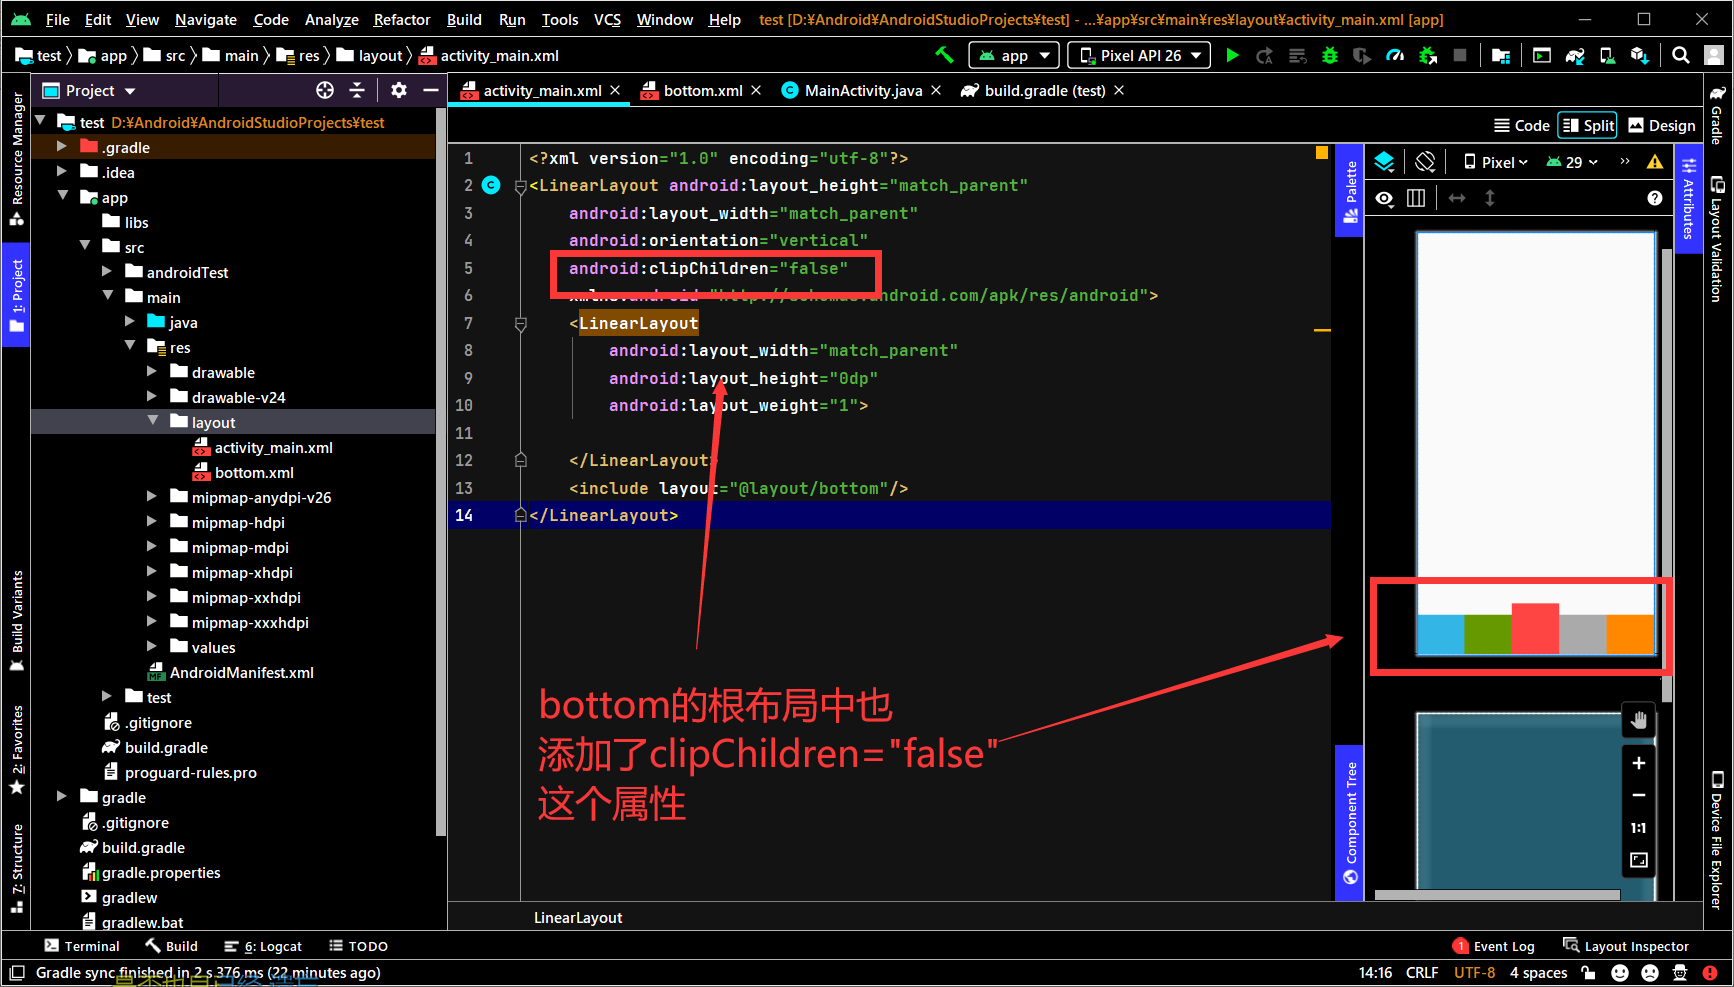 File Edit View Navigate Code Analyze Refactor Build Run Tools VCS Window Help test [D:¥Android¥AndroidStudioProjects¥test] - ...¥app¥src¥main¥res¥layout¥activity_main.xml [app]
test app src main res layout activity_main.xml app Pixel API 26
Project
activity_main.xml bottom.xml MainActivity.java build.gradle (test)
Code Split Design
Resource Manager
1: Project
Build Variants
2: Favorites
7: Structure
test D:¥Android¥AndroidStudioProjects¥test
.gradle
.idea
app
libs
src
androidTest
main
java
res
drawable
drawable-v24
layout
activity_main.xml
bottom.xml
mipmap-anydpi-v26
mipmap-hdpi
mipmap-mdpi
mipmap-xhdpi
mipmap-xxhdpi
mipmap-xxxhdpi
values
MF AndroidManifest.xml
test
.gitignore
build.gradle
proguard-rules.pro
gradle
.gitignore
build.gradle
gradle.properties
gradlew
gradlew.bat
1 <?xml version="1.0" encoding="utf-8"?>
2 <LinearLayout android:layout_height="match_parent"
3 android:layout_width="match_parent"
4 android:orientation="vertical"
5 android:clipChildren="false"
6 xmlns:android="http://schemas.android.com/apk/res/android">
7 <LinearLayout
8 android:layout_width="match_parent"
9 android:layout_height="0dp"
10 android:layout_weight="1">
11
12 </LinearLayout>
13 <include layout="@layout/bottom"/>
14 </LinearLayout>
bottom的根布局中也
添加了clipChildren="false"
这个属性
LinearLayout
Palette
Component Tree
Pixel 29
1:1
Attributes
Gradle
Layout Validation
Device File Explorer
Terminal Build 6: Logcat TODO 1 Event Log Layout Inspector
Gradle sync finished in 2 s 376 ms (22 minutes ago) 14:16 CRLF UTF-8 4 spaces